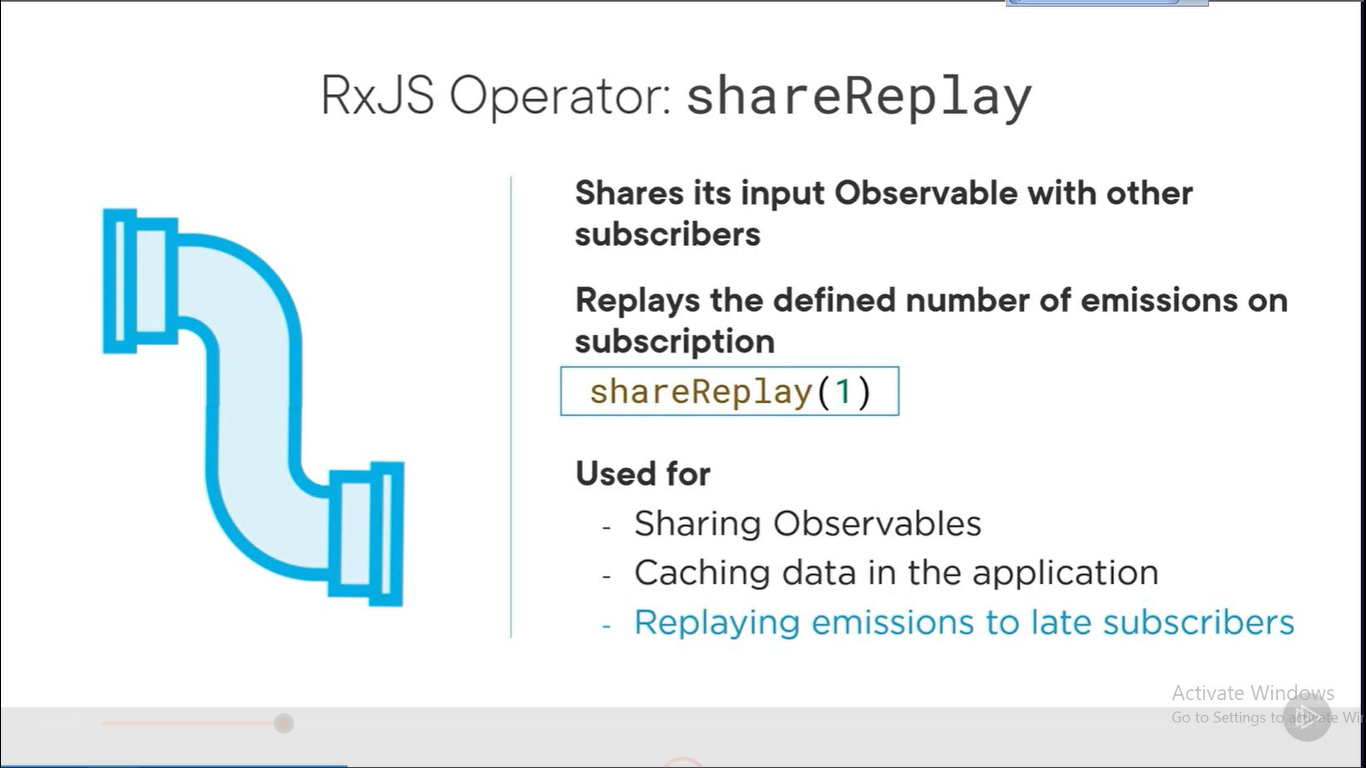 RxJS Operator: shareReplay
Shares its input Observable with other
subscribers
Replays the defined number of emissions on
subscription
shareReplay(1)
Used for
- Sharing Observables
- Caching data in the application
- Replaying emissions to late subscribers
Activate Windows
Go to Settings to activate